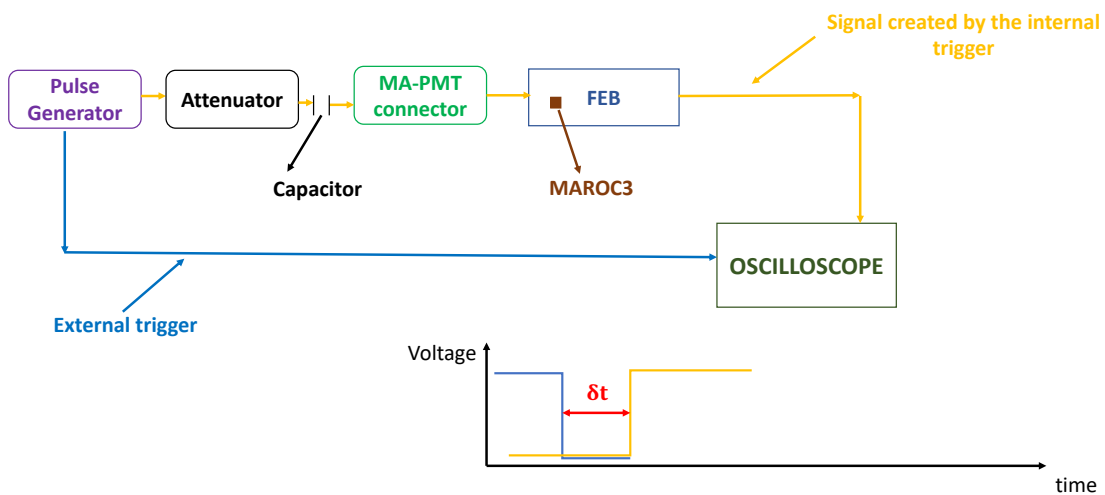 Signal created by the internal
trigger
Pulse
Generator
Attenuator
MA-PMT
connector
FEB
Capacitor
MAROC3
OSCILLOSCOPE
External trigger
Voltage
δt
time